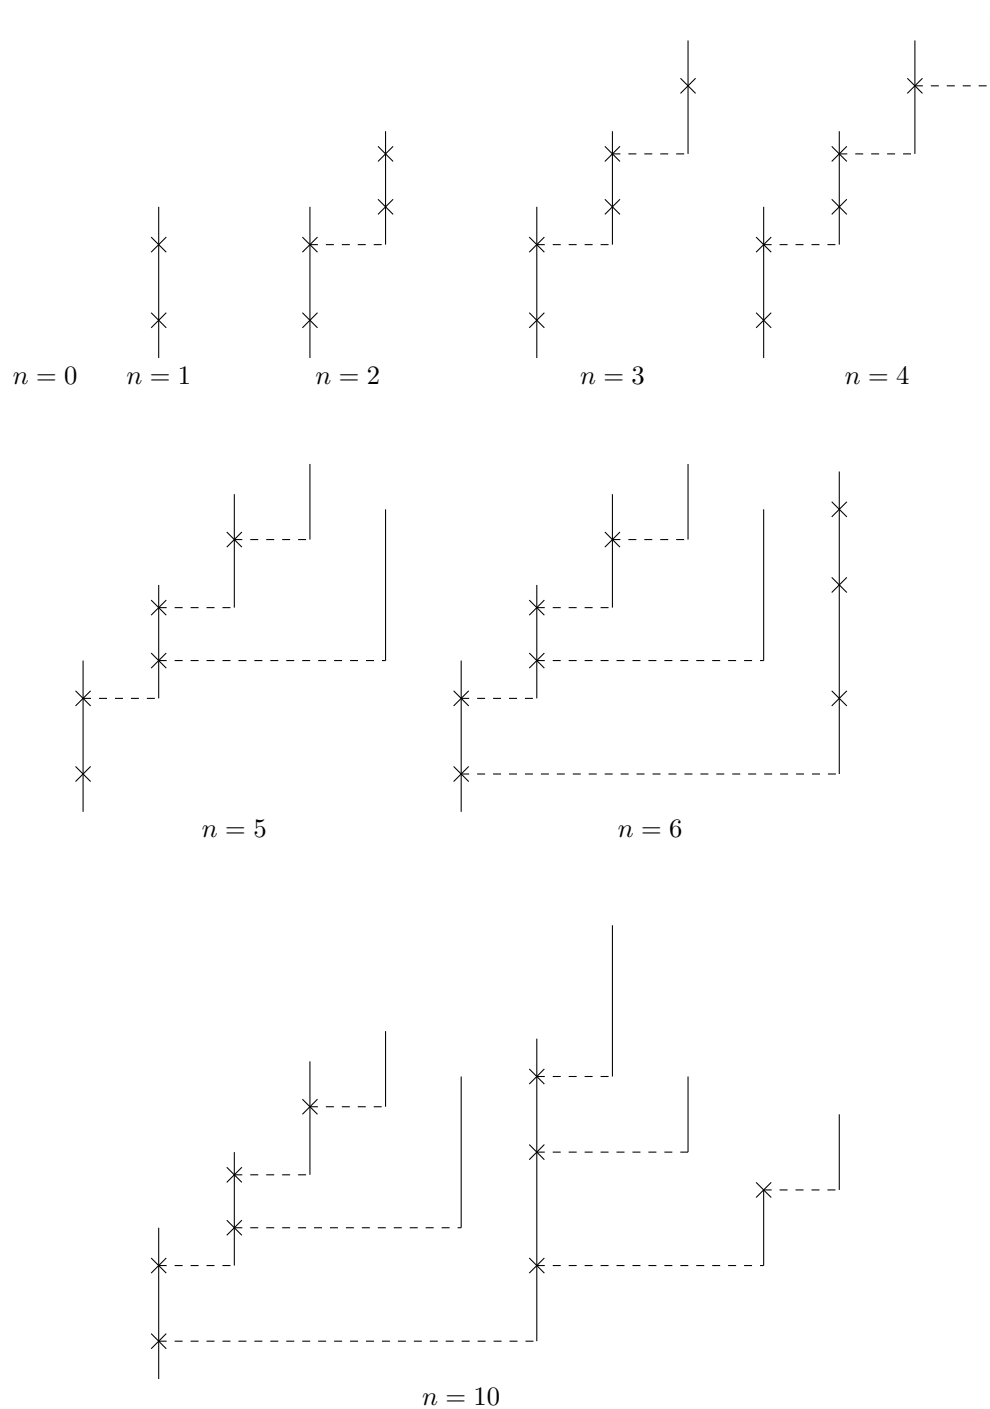 n = 0 n = 1 n = 2 n = 3 n = 4
n = 5 n = 6
n = 10